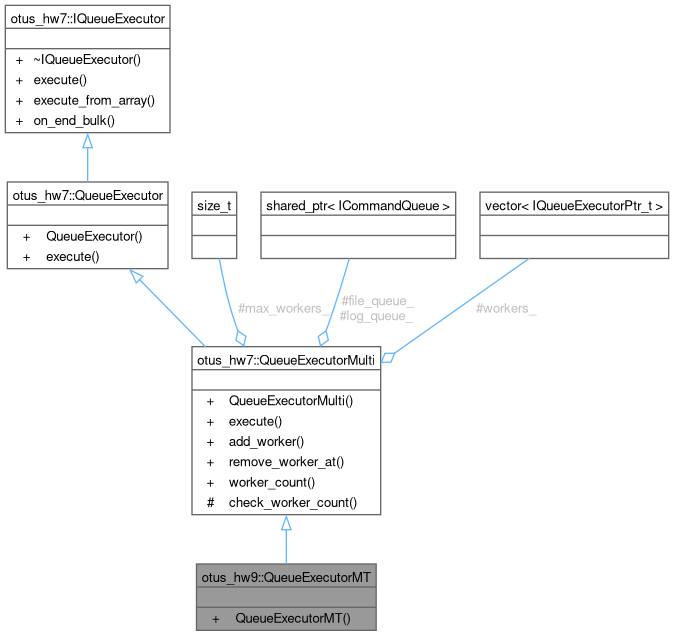 otus_hw7::IQueueExecutor
+ ~IQueueExecutor()
+ execute()
+ execute_from_array()
+ on_end_bulk()
otus_hw7::QueueExecutor
+ QueueExecutor()
+ execute()
size_t
shared_ptr< ICommandQueue >
vector< IQueueExecutorPtr_t >
#max_workers_
#file_queue_
#log_queue_
#workers_
otus_hw7::QueueExecutorMulti
+ QueueExecutorMulti()
+ execute()
+ add_worker()
+ remove_worker_at()
+ worker_count()
# check_worker_count()
otus_hw9::QueueExecutorMT
+ QueueExecutorMT()